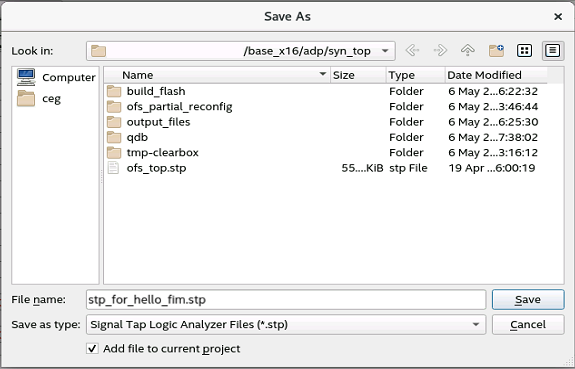 Save As
Look in: /base_x16/adp/syn_top
Computer
ceg
Name Size Type Date Modified
build_flash Folder 6 May 2...6:22:32
ofs_partial_reconfig Folder 6 May 2...3:46:44
output_files Folder 6 May 2...6:25:30
qdb Folder 6 May 2...7:38:02
tmp-clearbox Folder 6 May 2...3:16:12
ofs_top.stp 55....KiB stp File 19 Apr ...6:00:19
File name: stp_for_hello_fim.stp Save
Save as type: Signal Tap Logic Analyzer Files (*.stp) Cancel
Add file to current project